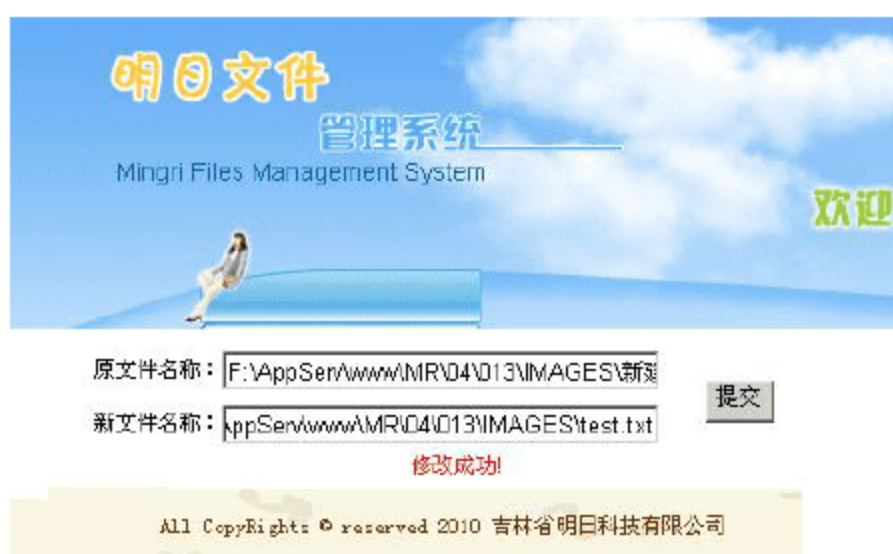 明日文件
管理系统
Mingri Files Management System
欢迎
原文件名称： F:\AppServ\www\MR\04\013\IMAGES\新建
提交
新文件名称： AppServ\www\MR\04\013\IMAGES\test.txt
修改成功!
All CopyRights © reserved 2010 吉林省明日科技有限公司